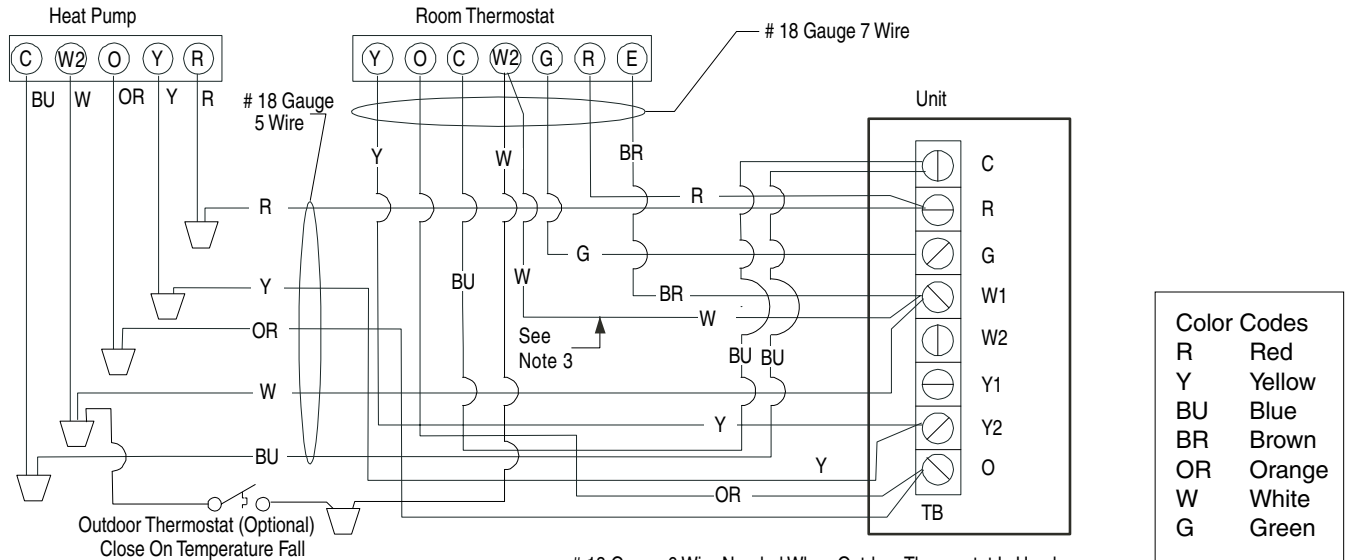 Heat Pump
Room Thermostat
# 18 Gauge 7 Wire
C W2 O Y R
Y O C W2 G R E
BU W OR Y R
# 18 Gauge
5 Wire
Unit
Y
W
BR
C
R
R
R
G
G
BU
W
Y
BR
W1
W
OR
See
Note 3
W2
BU BU
W
Y1
Y
Y2
BU
Y
O
OR
TB
Outdoor Thermostat (Optional)
Close On Temperature Fall
Color Codes
R Red
Y Yellow
BU Blue
BR Brown
OR Orange
W White
G Green